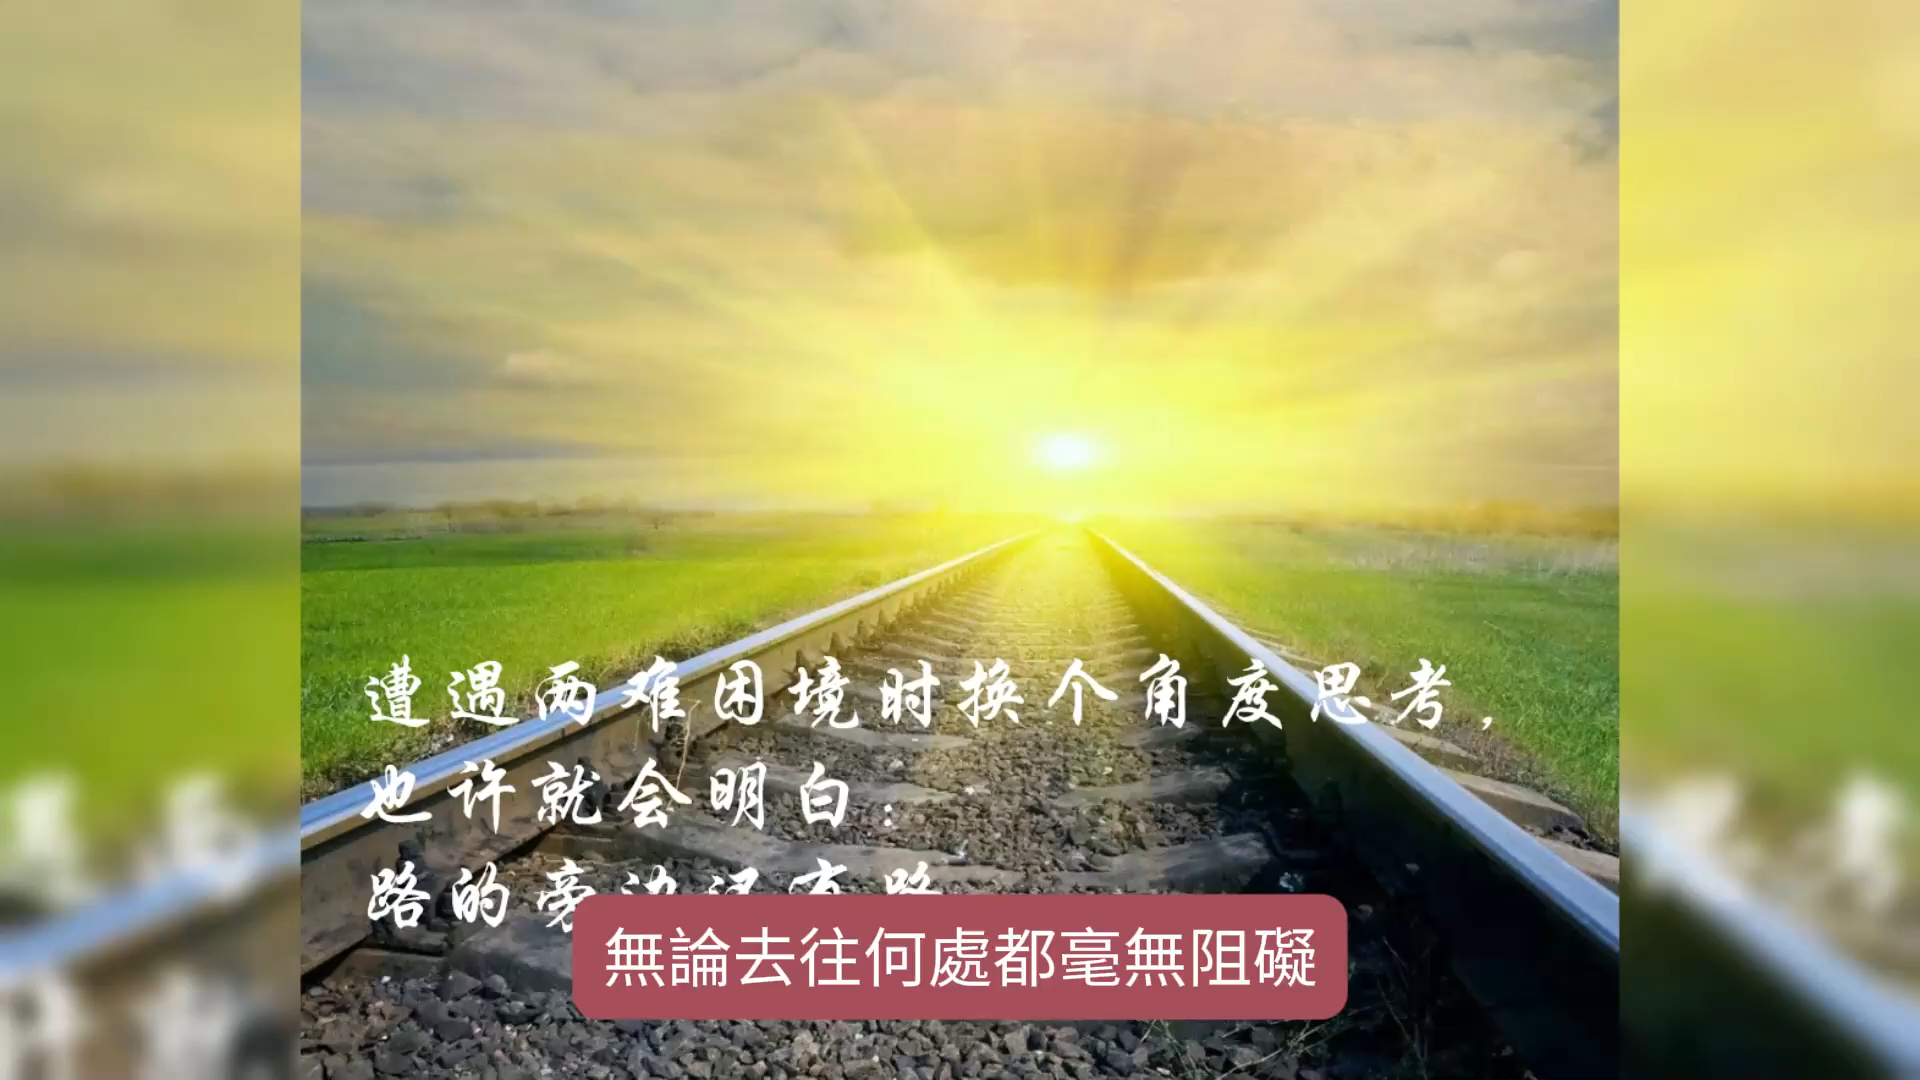 遭遇两难困境时换个角度思考，
也许就会明白：
路的旁
無論去往何處都毫無阻礙